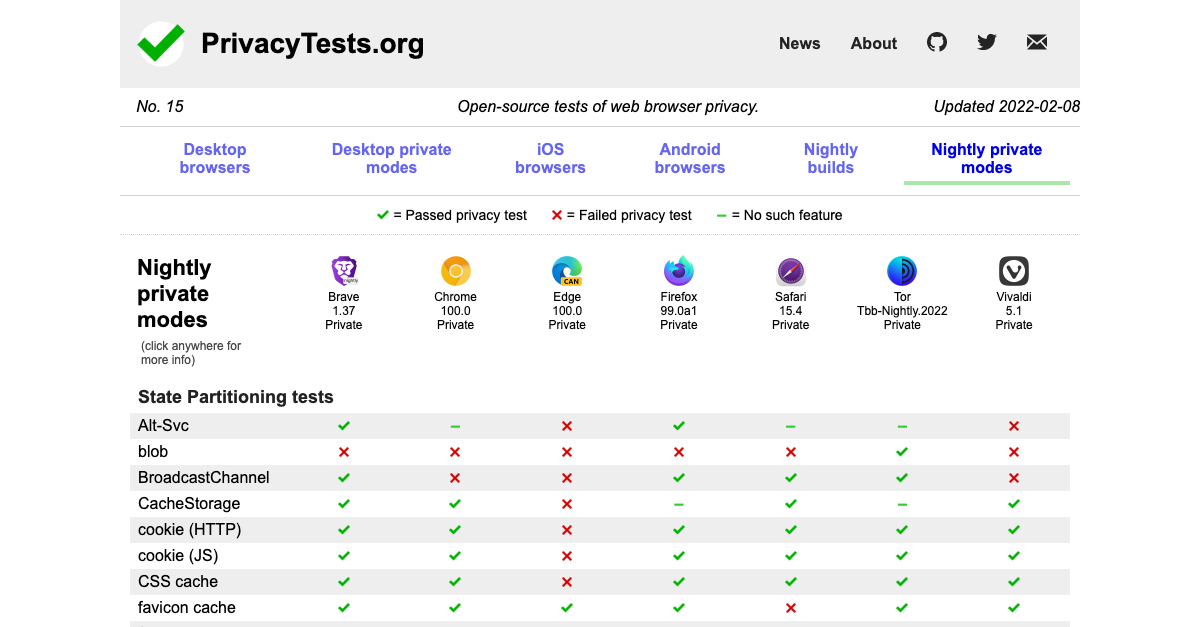 PrivacyTests.org
News About
No. 15 Open-source tests of web browser privacy. Updated 2022-02-08
Desktop browsers Desktop private modes iOS browsers Android browsers Nightly builds Nightly private modes
✓ = Passed privacy test ✕ = Failed privacy test – = No such feature
Nightly
private
modes
(click anywhere for
more info)
Nightly
CAN
Brave Chrome Edge Firefox Safari Tor Vivaldi
1.37 100.0 100.0 99.0a1 15.4 Tbb-Nightly.2022 5.1
Private Private Private Private Private Private Private
State Partitioning tests
Alt-Svc
blob
BroadcastChannel
CacheStorage
cookie (HTTP)
cookie (JS)
CSS cache
favicon cache